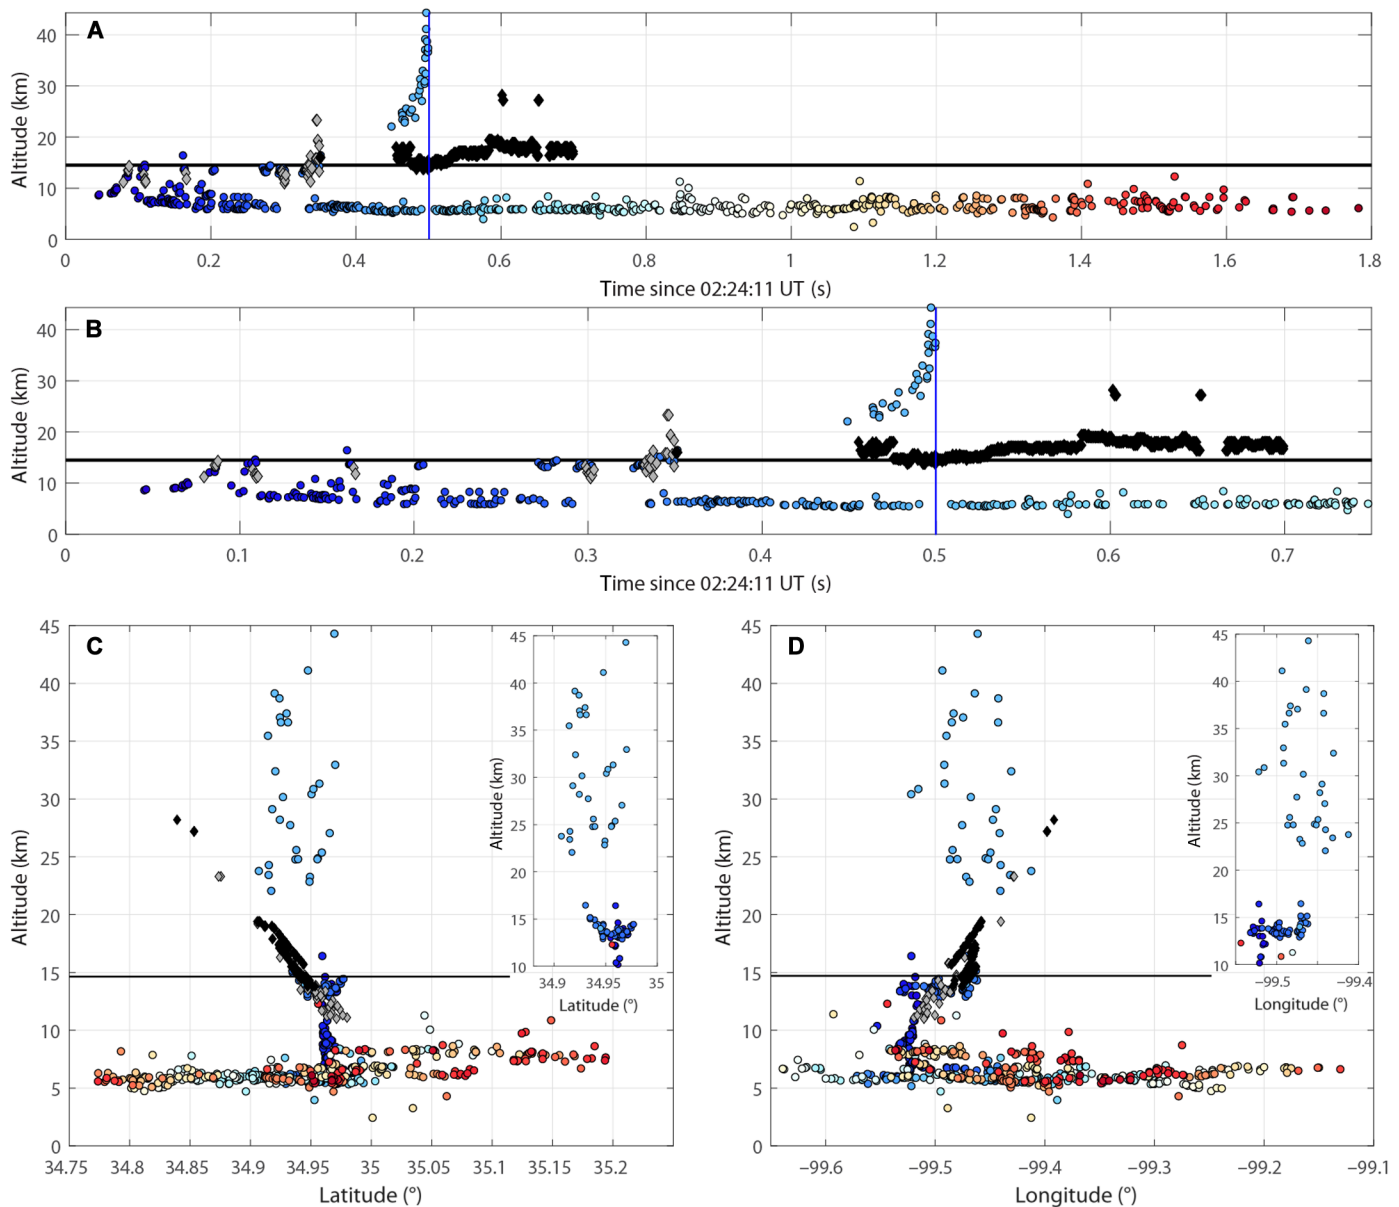 A
Altitude (km)
40
30
20
10
0
0 0.2 0.4 0.6 0.8 1 1.2 1.4 1.6 1.8
Time since 02:24:11 UT (s)
B
Altitude (km)
40
30
20
10
0
0 0.1 0.2 0.3 0.4 0.5 0.6 0.7
Time since 02:24:11 UT (s)
C
Altitude (km)
45
40
35
30
25
20
15
10
5
0
34.75 34.8 34.85 34.9 34.95 35 35.05 35.1 35.15 35.2
Latitude (°)
Altitude (km)
45
40
35
30
25
20
15
10
34.9 34.95 35
Latitude (°)
D
Altitude (km)
45
40
35
30
25
20
15
10
5
0
−99.6 −99.5 −99.4 −99.3 −99.2 −99.1
Longitude (°)
Altitude (km)
45
40
35
30
25
20
15
10
−99.5 −99.4
Longitude (°)